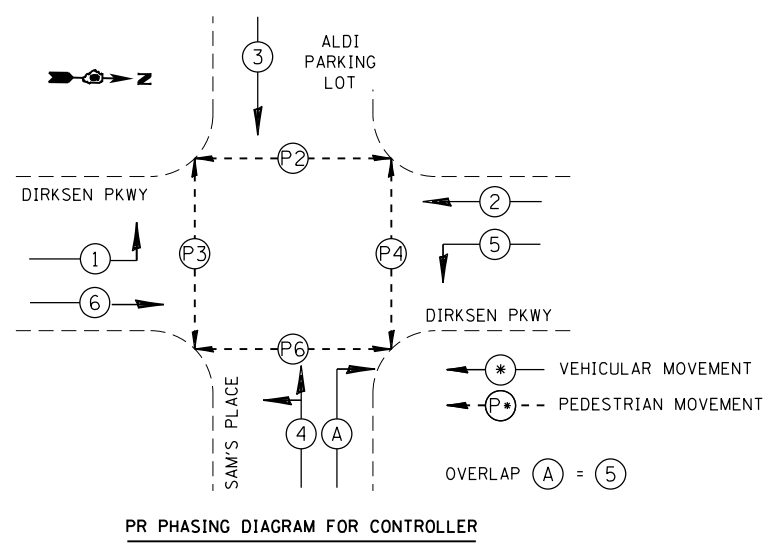 3
ALDI
PARKING
LOT
N
P2
DIRKSEN PKWY
2
1
P3
P4
5
6
DIRKSEN PKWY
P6
* VEHICULAR MOVEMENT
P* PEDESTRIAN MOVEMENT
SAM'S PLACE
4
A
OVERLAP A = 5
PR PHASING DIAGRAM FOR CONTROLLER